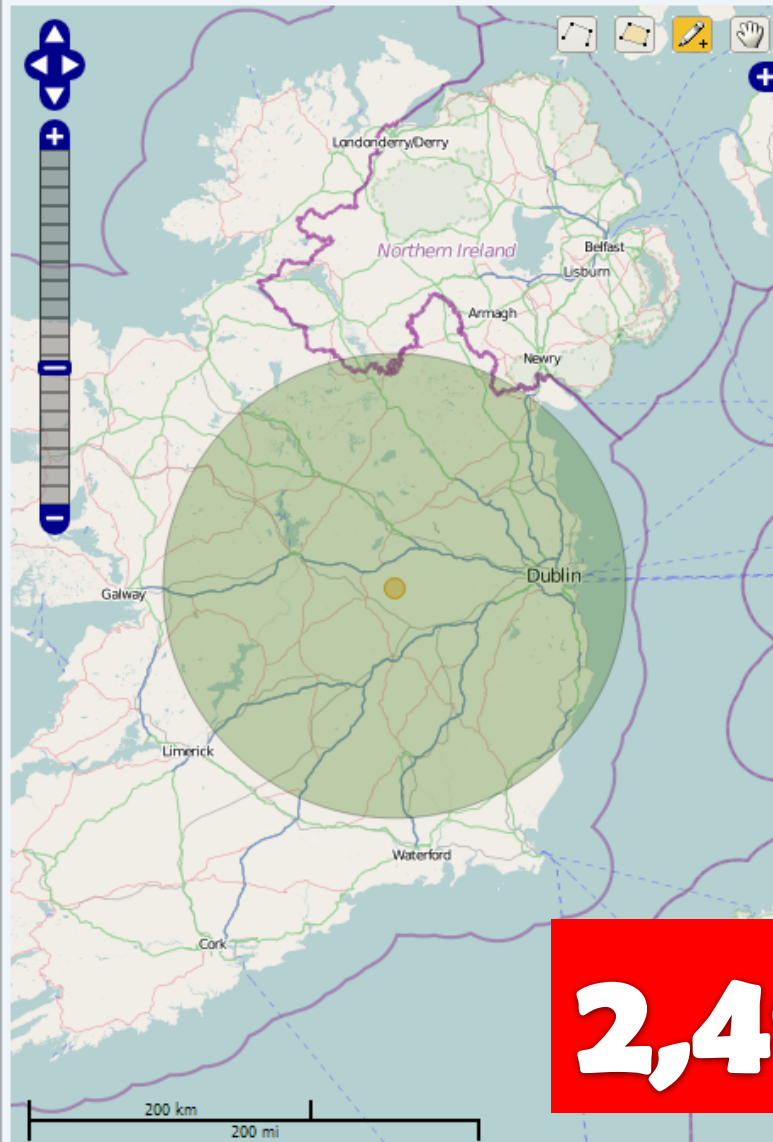 Londonderry/Derry
Northern Ireland
Belfast
Lisburn
Armagh
Newry
Dublin
Galway
Limerick
Waterford
Cork
2,4
200 km
200 mi